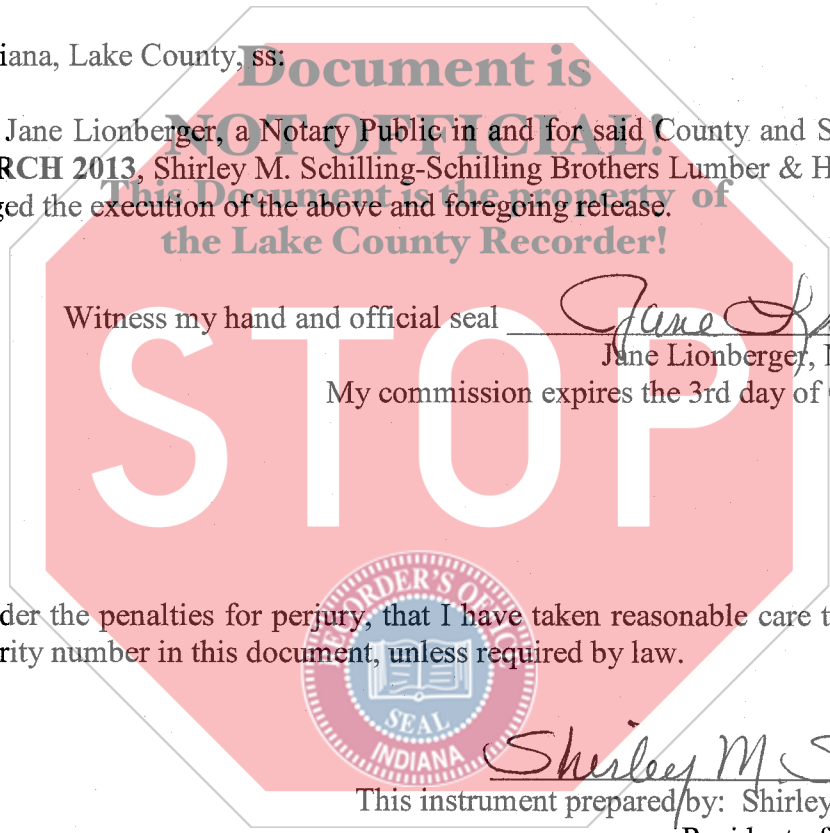 iana, Lake County, ss:
Document is
NOT OFFICIAL!
Jane Lionberger, a Notary Public in and for said County and S
RCH 2013, Shirley M. Schilling-Schilling Brothers Lumber & H
This Document is the property of
ged the execution of the above and foregoing release.
the Lake County Recorder!
Witness my hand and official seal Jane
Jane Lionberger,
My commission expires the 3rd day of
STOP
der the penalties for perjury, that I have taken reasonable care t
rity number in this document, unless required by law.
RECORDER'S OFFICE
SEAL
INDIANA
Shirley M S
This instrument prepared by: Shirley